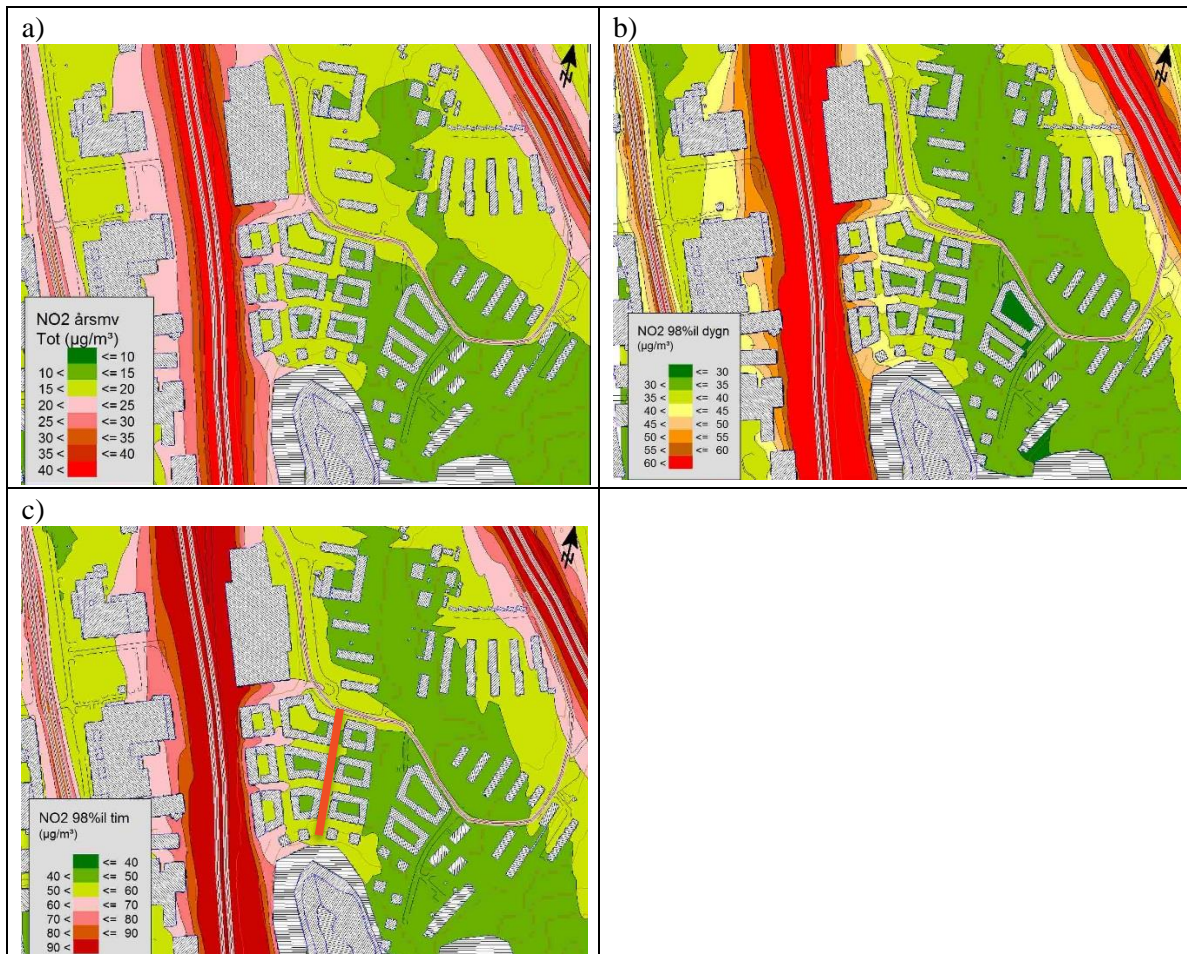 a)
NO2 årsmv
Tot (µg/m³)
<= 10
10 < <= 15
15 < <= 20
20 < <= 25
25 < <= 30
30 < <= 35
35 < <= 40
40 <
b)
NO2 98%il dygn
(µg/m³)
<= 30
30 < <= 35
35 < <= 40
40 < <= 45
45 < <= 50
50 < <= 55
55 < <= 60
60 <
c)
NO2 98%il tim
(µg/m³)
<= 40
40 < <= 50
50 < <= 60
60 < <= 70
70 < <= 80
80 < <= 90
90 <